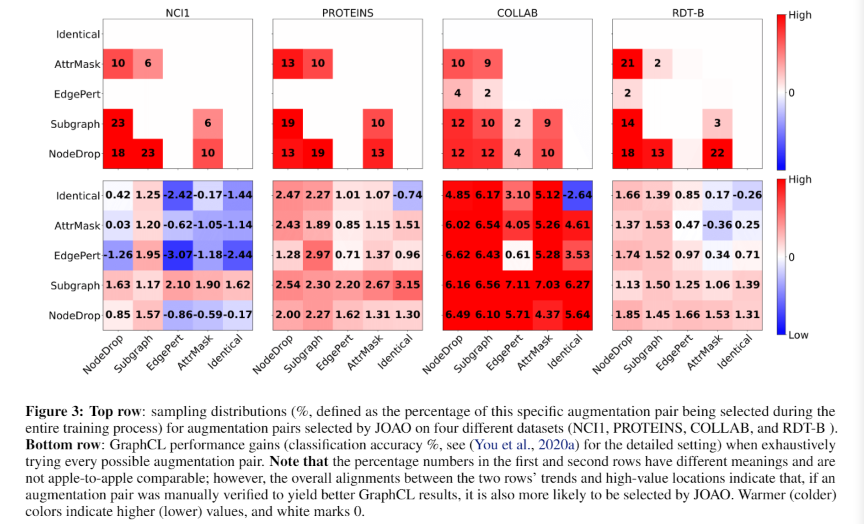 NCI1 PROTEINS COLLAB RDT-B
High
Identical
AttrMask 10 6 13 10 10 9 21 2
EdgePert 4 2 2 0
Subgraph 23 6 19 10 12 10 2 9 14 3
NodeDrop 18 23 10 13 19 13 12 12 4 10 18 13 22
High
Identical 0.42 1.25 -2.42 -0.17 -1.44 2.47 2.27 1.01 1.07 -0.74 4.85 6.17 3.10 5.12 -2.64 1.66 1.39 0.85 0.17 -0.26
AttrMask 0.03 1.20 -0.62 -1.05 -1.14 2.43 1.89 0.85 1.15 1.51 6.02 6.54 4.05 5.26 4.61 1.37 1.53 0.47 -0.36 0.25
EdgePert -1.26 1.95 -3.07 -1.18 -2.44 1.28 2.97 0.71 1.37 0.96 6.62 6.43 0.61 5.28 3.53 1.74 1.52 0.97 0.34 0.71 0
Subgraph 1.63 1.17 2.10 1.90 1.62 2.54 2.30 2.20 2.67 3.15 6.16 6.56 7.11 7.03 6.27 1.13 1.50 1.25 1.06 1.39
NodeDrop 0.85 1.57 -0.86 -0.59 -0.17 2.00 2.27 1.62 1.31 1.30 6.49 6.10 5.71 4.37 5.64 1.85 1.45 1.66 1.53 1.31
Low
NodeDrop Subgraph EdgePert AttrMask Identical NodeDrop Subgraph EdgePert AttrMask Identical NodeDrop Subgraph EdgePert AttrMask Identical NodeDrop Subgraph EdgePert AttrMask Identical
Figure 3: Top row: sampling distributions (%, defined as the percentage of this specific augmentation pair being selected during the
entire training process) for augmentation pairs selected by JOAO on four different datasets (NCI1, PROTEINS, COLLAB, and RDT-B ).
Bottom row: GraphCL performance gains (classification accuracy %, see (You et al., 2020a) for the detailed setting) when exhaustively
trying every possible augmentation pair. Note that the percentage numbers in the first and second rows have different meanings and are
not apple-to-apple comparable; however, the overall alignments between the two rows' trends and high-value locations indicate that, if an
augmentation pair was manually verified to yield better GraphCL results, it is also more likely to be selected by JOAO. Warmer (colder)
colors indicate higher (lower) values, and white marks 0.